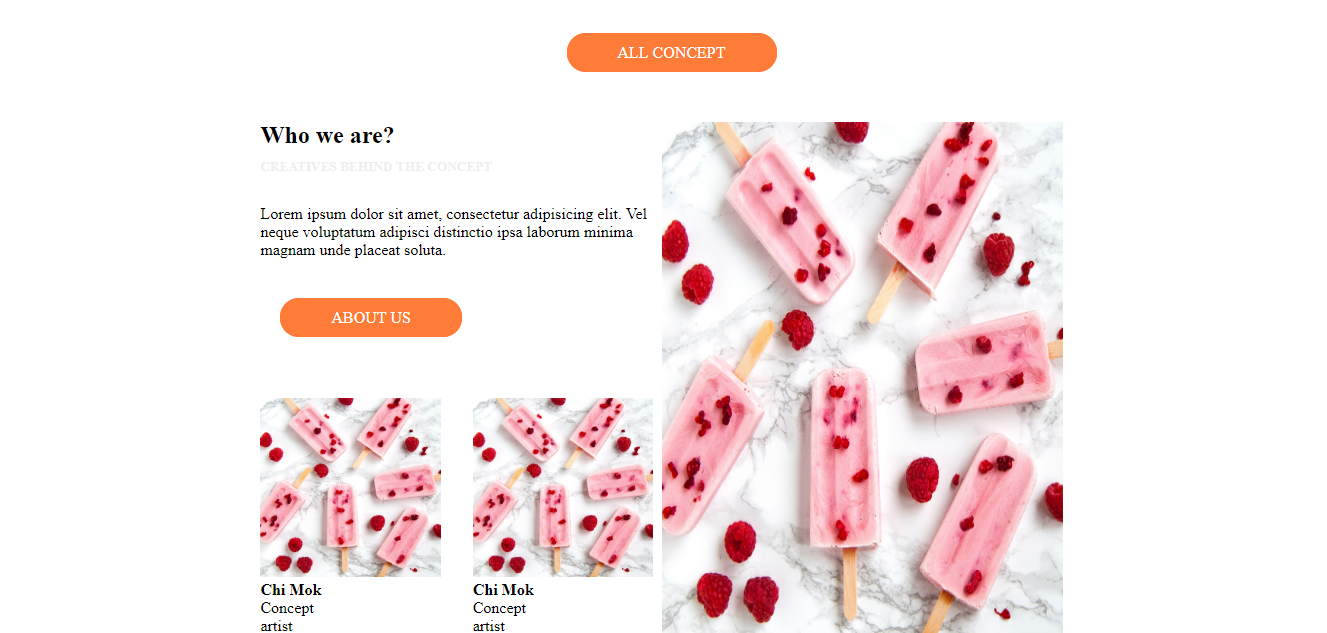 ALL CONCEPT
Who we are?
CREATIVES BEHIND THE CONCEPT
Lorem ipsum dolor sit amet, consectetur adipisicing elit. Vel
neque voluptatum adipisci distinctio ipsa laborum minima
magnam unde placeat soluta.
ABOUT US
Chi Mok
Concept
artist
Chi Mok
Concept
artist